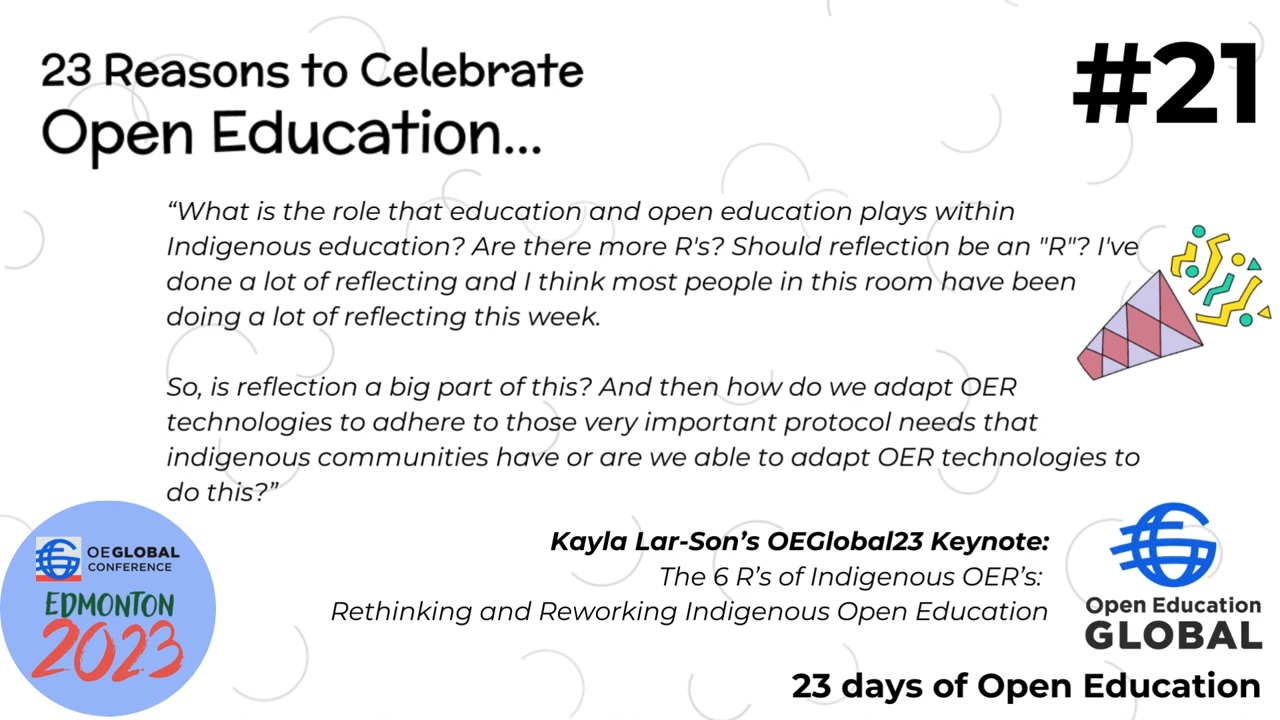 23 Reasons to Celebrate
Open Education...
#21
“What is the role that education and open education plays within
Indigenous education? Are there more R's? Should reflection be an "R"? I've
done a lot of reflecting and I think most people in this room have been
doing a lot of reflecting this week.
So, is reflection a big part of this? And then how do we adapt OER
technologies to adhere to those very important protocol needs that
indigenous communities have or are we able to adapt OER technologies to
do this?”
Kayla Lar-Son’s OEGlobal23 Keynote:
The 6 R’s of Indigenous OER’s:
Rethinking and Reworking Indigenous Open Education
OEGLOBAL
CONFERENCE
EDMONTON
2023
Open Education
GLOBAL
23 days of Open Education